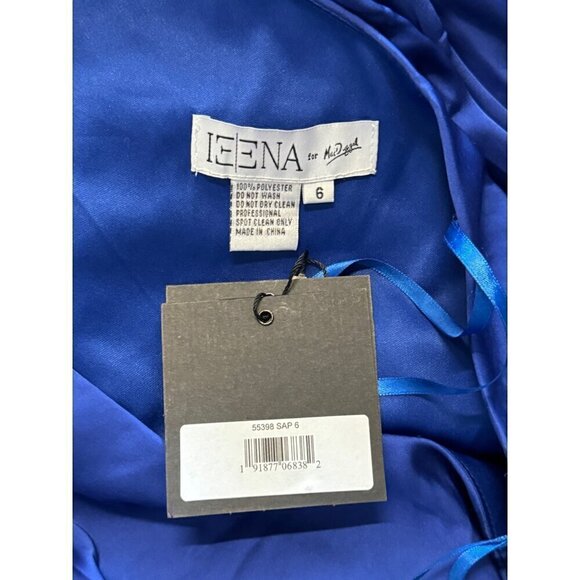 IEENA for Mac Duggal
6
100% POLYESTER
DO NOT WASH
DO NOT DRY CLEAN
PROFESSIONAL
SPOT CLEAN ONLY
MADE IN CHINA
55398 SAP 6
1 91877 06838 2